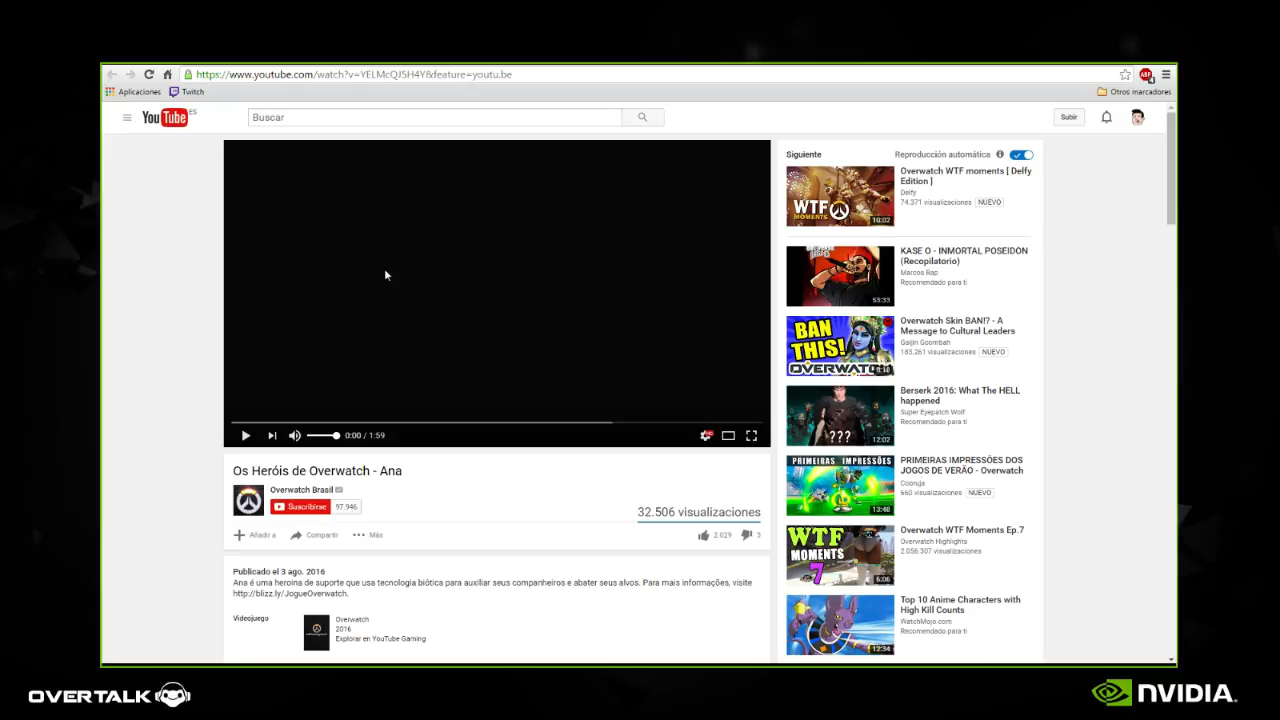 https://www.youtube.com/watch?v=YELMcQJ5H4Y&feature=youtu.be
ABP
Aplicaciones
Twitch
Otros marcadores
YouTube ES
Buscar
Subir
Siguiente
Reproducción automática
Overwatch WTF moments [ Delfy
Edition ]
Delfy
74.371 visualizaciones NUEVO
WTF
MOMENTS
10:02
KASE O - INMORTAL POSEIDON
(Recopilatorio)
Marcos Rap
Recomendado para ti
53:33
Overwatch Skin BAN!? - A
Message to Cultural Leaders
Gaijin Goombah
183.261 visualizaciones NUEVO
BAN
THIS!
OVERWATCH
Berserk 2016: What The HELL
happened
Super Eyepatch Wolf
Recomendado para ti
???
12:02
PRIMEIRAS IMPRESSÕES DOS
JOGOS DE VERÃO - Overwatch
Cooruja
660 visualizaciones NUEVO
PRIMEIRAS IMPRESSÕES
13:48
Overwatch WTF Moments Ep.7
Overwatch Highlights
2.056.307 visualizaciones
WTF
MOMENTS
7
6:06
Top 10 Anime Characters with
High Kill Counts
WatchMojo.com
Recomendado para ti
12:34
0:00 / 1:59
Os Heróis de Overwatch - Ana
Overwatch Brasil
Suscribirse 97.946
32.506 visualizaciones
Añadir a
Compartir
Más
2.029
3
Publicado el 3 ago. 2016
Ana é uma heroína de suporte que usa tecnologia biótica para auxiliar seus companheiros e abater seus alvos. Para mais informações, visite
http://blizz.ly/JogueOverwatch.
Videojuego
Overwatch
2016
Explorar en YouTube Gaming
OVERTALK
NVIDIA.